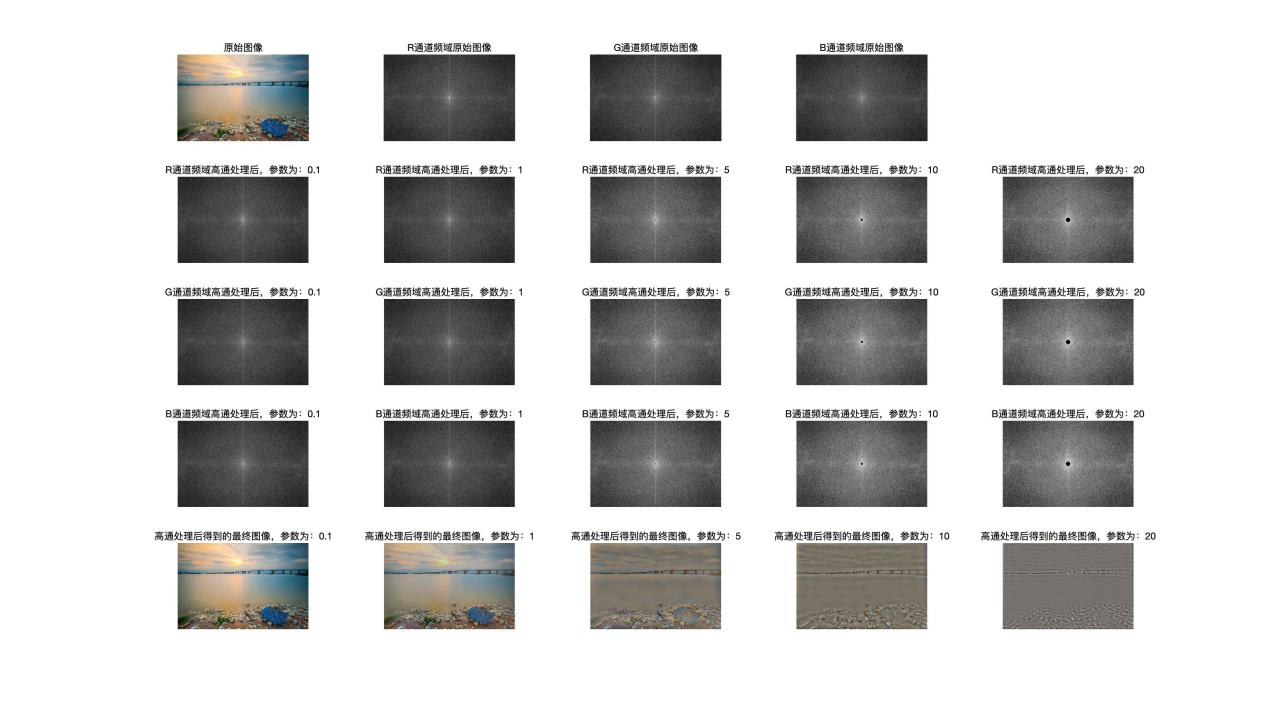 原始图像
R通道频域原始图像
G通道频域原始图像
B通道频域原始图像
R通道频域高通处理后，参数为：0.1
R通道频域高通处理后，参数为：1
R通道频域高通处理后，参数为：5
R通道频域高通处理后，参数为：10
R通道频域高通处理后，参数为：20
G通道频域高通处理后，参数为：0.1
G通道频域高通处理后，参数为：1
G通道频域高通处理后，参数为：5
G通道频域高通处理后，参数为：10
G通道频域高通处理后，参数为：20
B通道频域高通处理后，参数为：0.1
B通道频域高通处理后，参数为：1
B通道频域高通处理后，参数为：5
B通道频域高通处理后，参数为：10
B通道频域高通处理后，参数为：20
高通处理后得到的最终图像，参数为：0.1
高通处理后得到的最终图像，参数为：1
高通处理后得到的最终图像，参数为：5
高通处理后得到的最终图像，参数为：10
高通处理后得到的最终图像，参数为：20